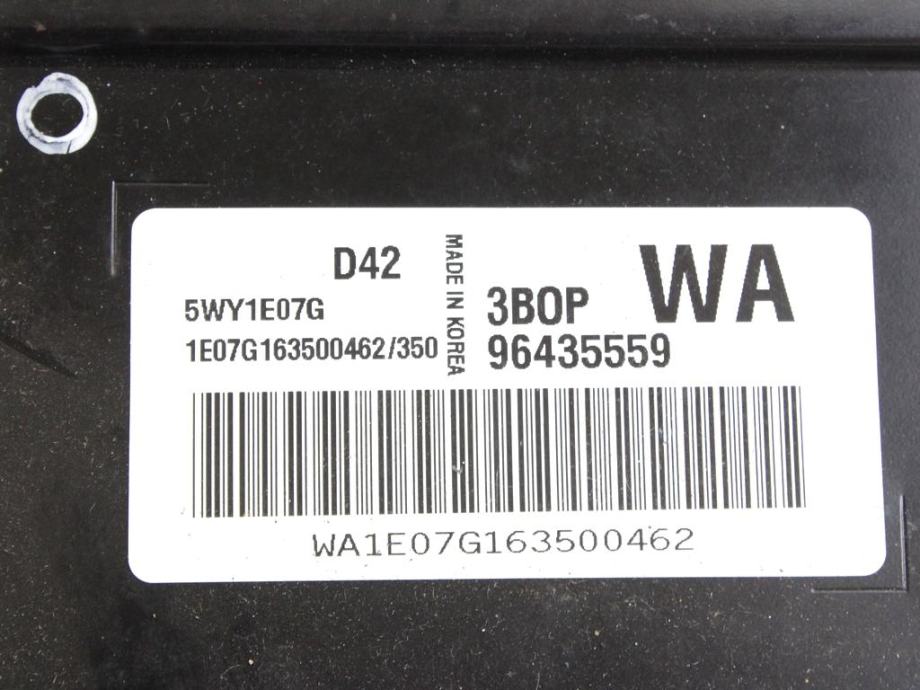 D42
5WY1E07G
1E07G163500462/350
MADE IN KOREA
WA
3BOP
96435559
WA1E07G163500462